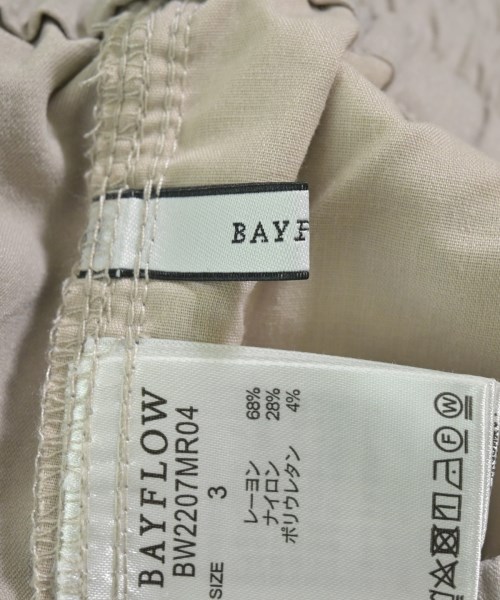 BAYF
BAYFLOW
BW2207MR04
SIZE 3
レーヨン 68%
ナイロン 28%
ポリウレタン 4%